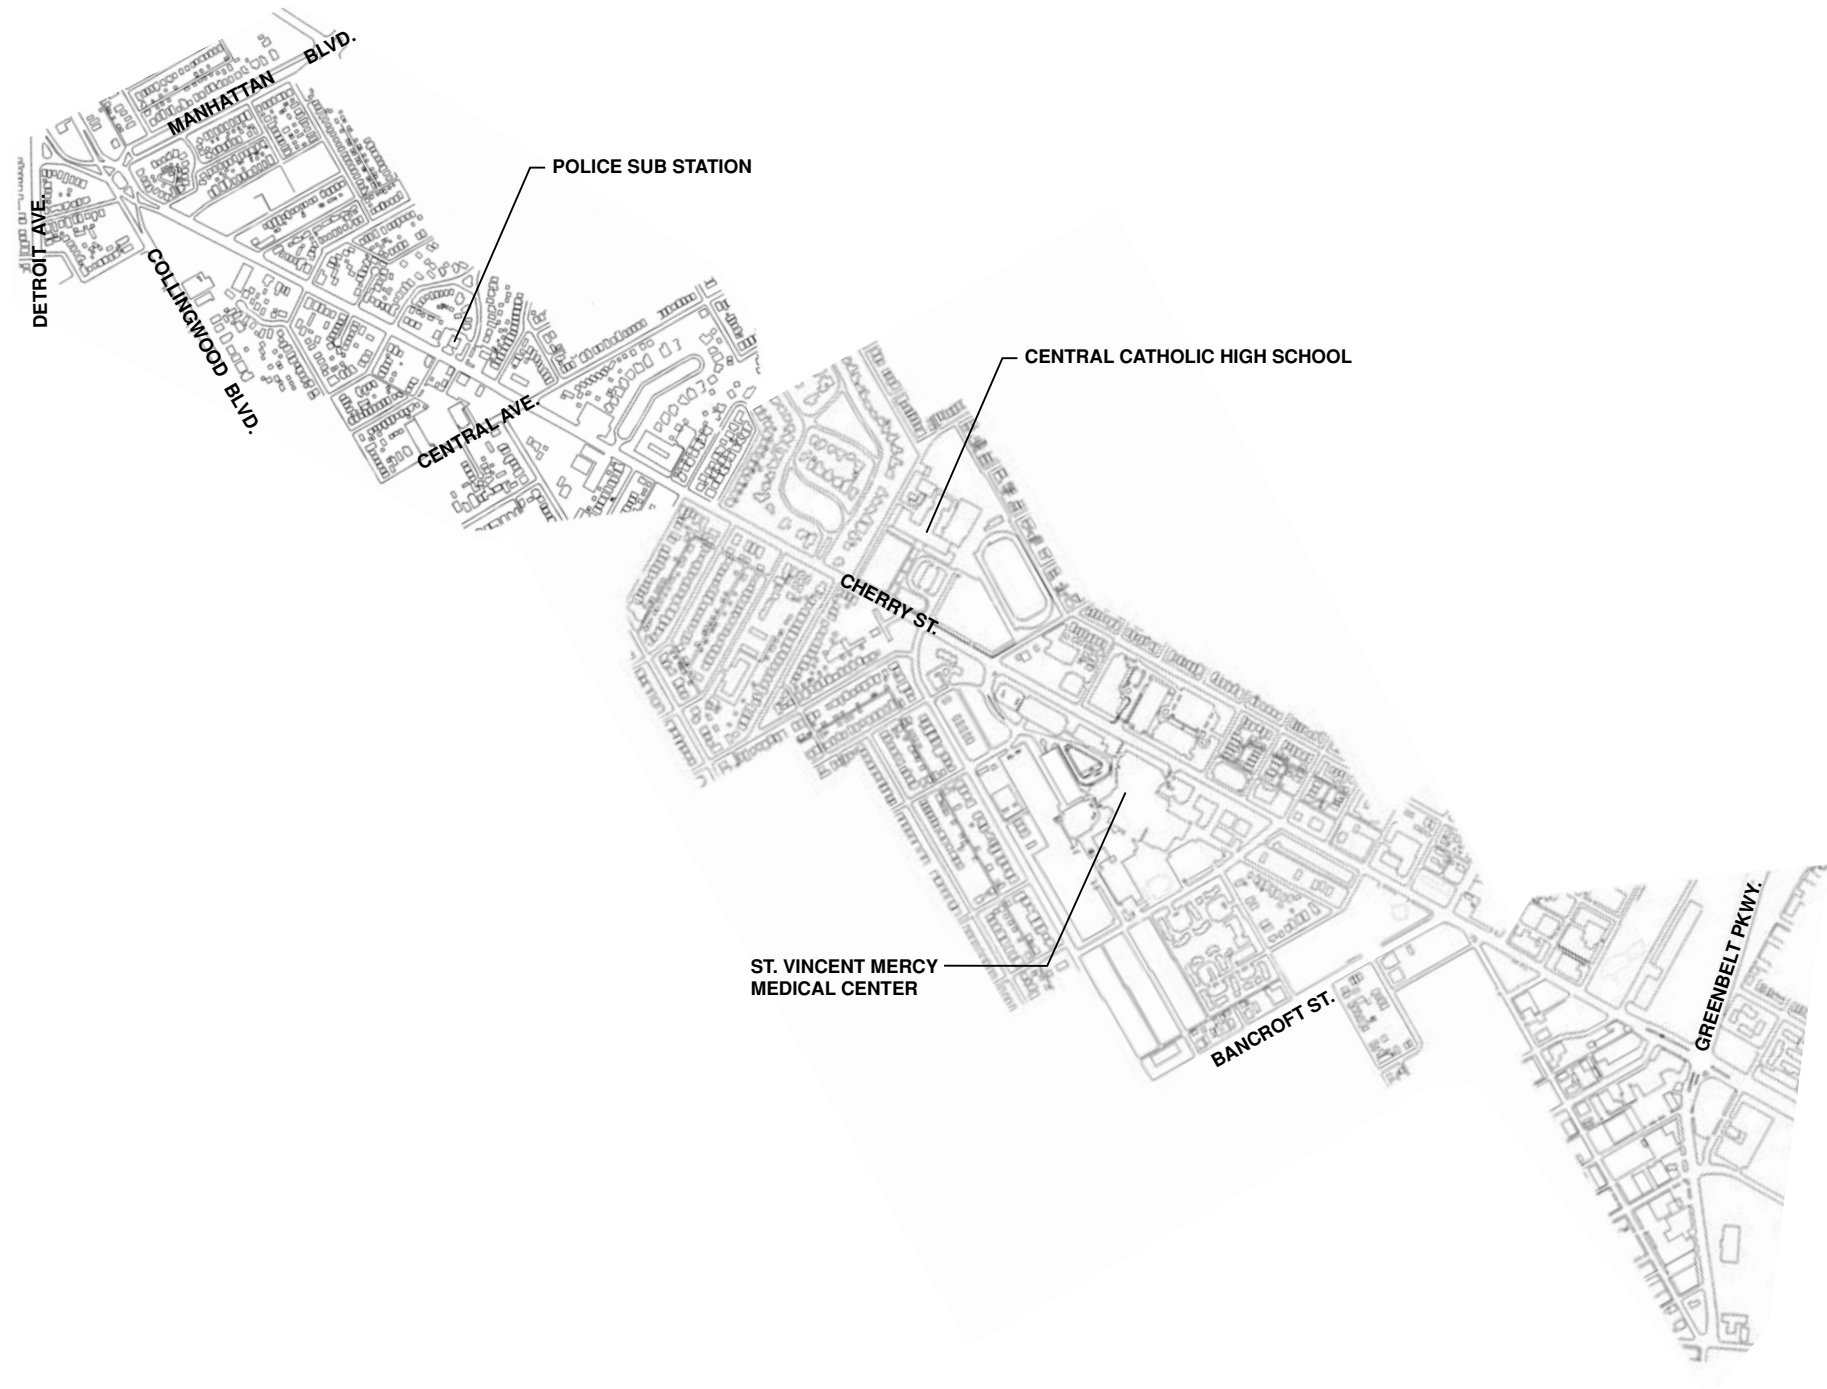 MANHATTAN BLVD.
POLICE SUB STATION
DETROIT AVE.
COLLINGWOOD BLVD.
CENTRAL AVE.
CENTRAL CATHOLIC HIGH SCHOOL
CHERRY ST.
ST. VINCENT MERCY
MEDICAL CENTER
BANCROFT ST.
GREENBELT PKWY.